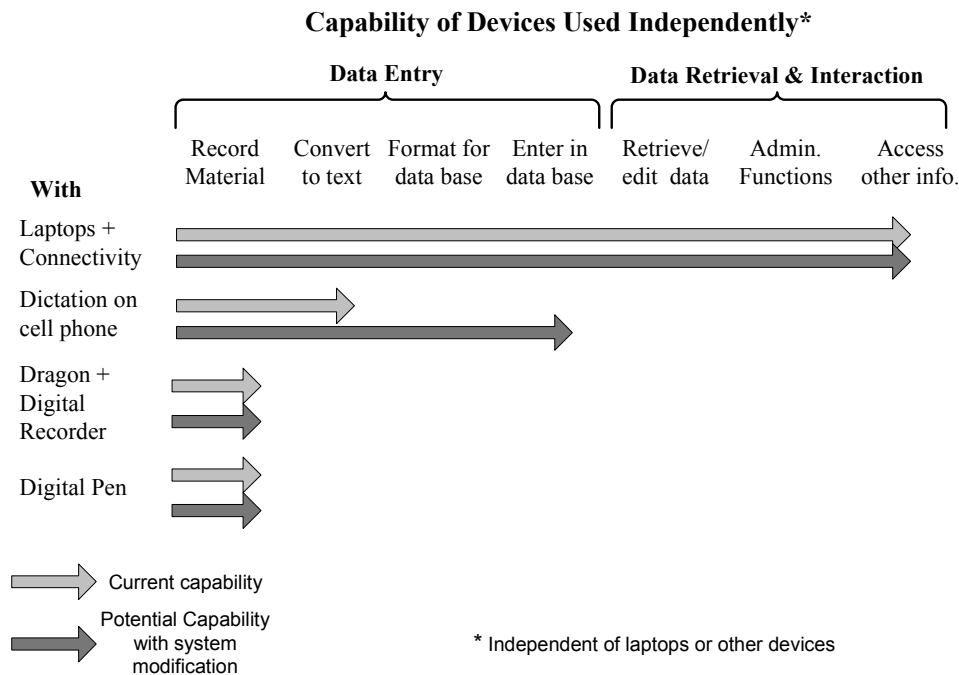 Capability of Devices Used Independently*
Data Entry
Data Retrieval & Interaction
Record
Material
Convert
to text
Format for
data base
Enter in
data base
Retrieve/
edit data
Admin.
Functions
Access
other info.
With
Laptops +
Connectivity
Dictation on
cell phone
Dragon +
Digital
Recorder
Digital Pen
Current capability
Potential Capability
with system
modification
* Independent of laptops or other devices